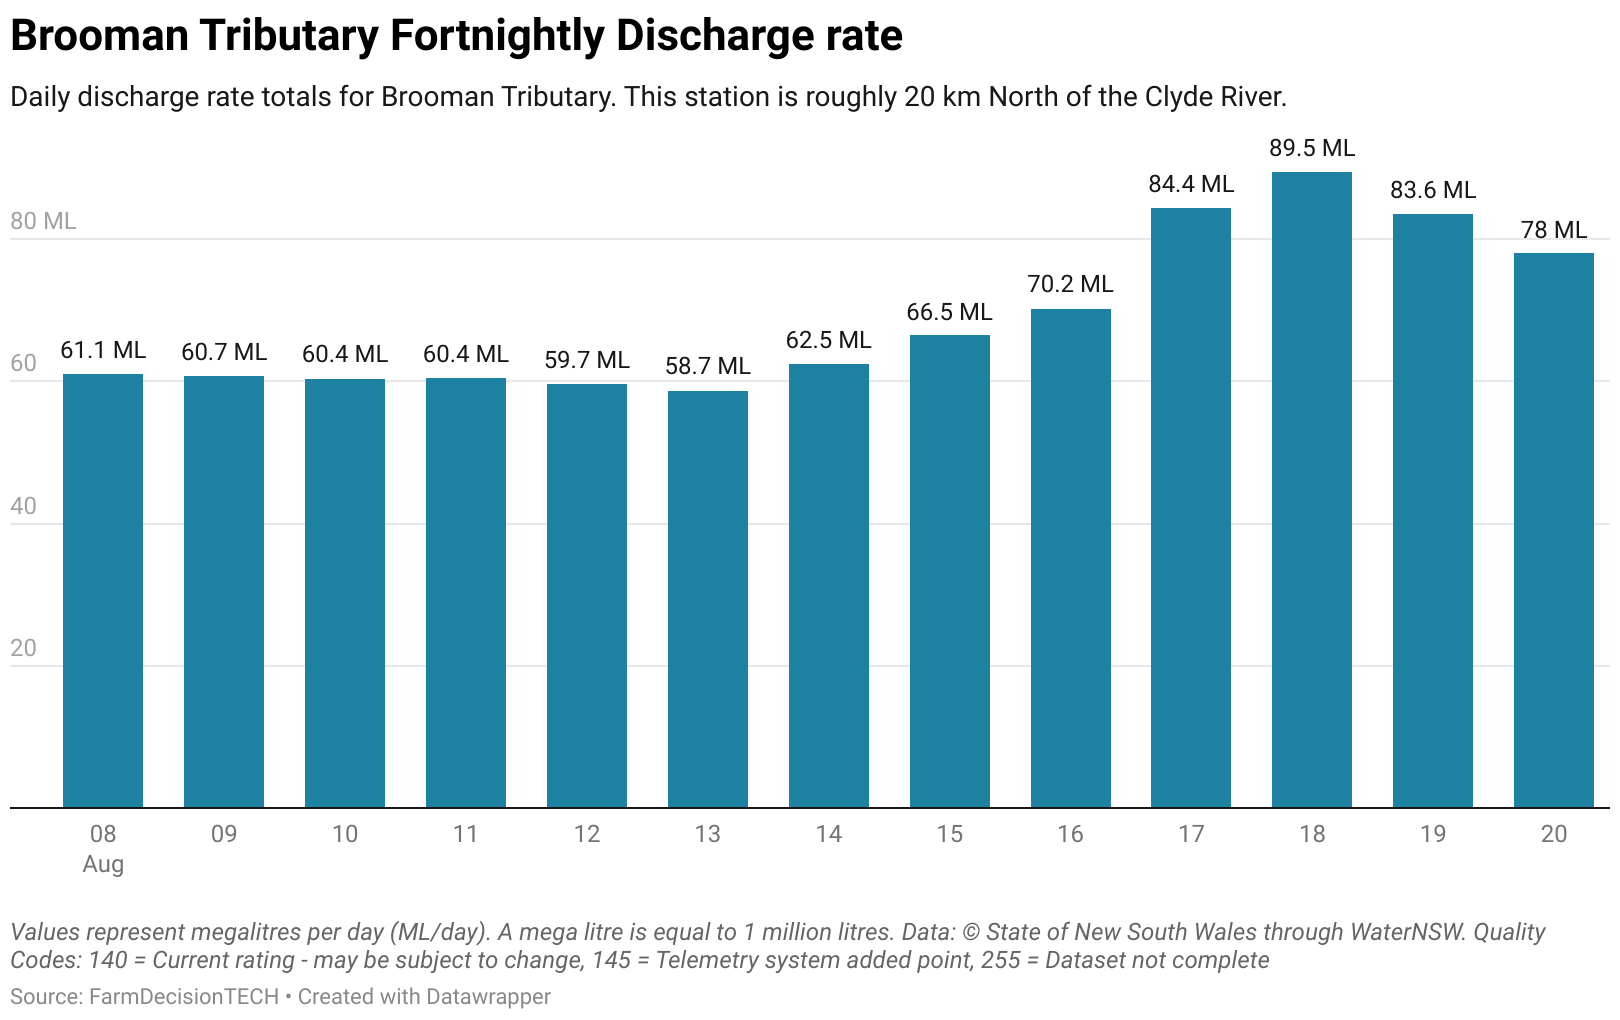 Brooman Tributary Fortnightly Discharge rate
Daily discharge rate totals for Brooman Tributary. This station is roughly 20 km North of the Clyde River.
89.5 ML
84.4 ML
83.6 ML
80 ML
78 ML
70.2 ML
66.5 ML
62.5 ML
61.1 ML
60.7 ML
60.4 ML
60.4 ML
59.7 ML
58.7 ML
60
40
20
08 09 10 11 12 13 14 15 16 17 18 19 20
Aug
Values represent megalitres per day (ML/day). A mega litre is equal to 1 million litres. Data: © State of New South Wales through WaterNSW. Quality
Codes: 140 = Current rating - may be subject to change, 145 = Telemetry system added point, 255 = Dataset not complete
Source: FarmDecisionTECH • Created with Datawrapper